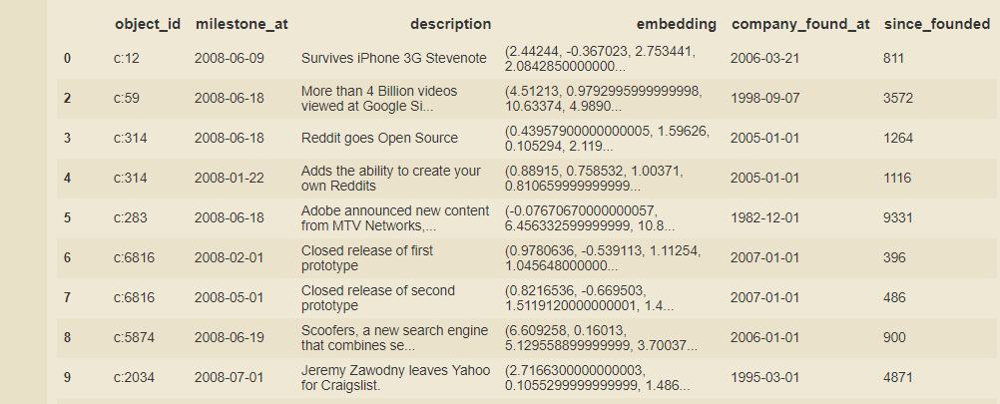 object_id milestone_at description embedding company_found_at since_founded
0 c:12 2008-06-09 Survives iPhone 3G Stevenote (2.44244, -0.367023, 2.753441, 2.0842850000000... 2006-03-21 811
2 c:59 2008-06-18 More than 4 Billion videos viewed at Google Si... (4.51213, 0.9792995999999998, 10.63374, 4.9890... 1998-09-07 3572
3 c:314 2008-06-18 Reddit goes Open Source (0.43957900000000005, 1.59626, 0.105294, 2.119... 2005-01-01 1264
4 c:314 2008-01-22 Adds the ability to create your own Reddits (0.88915, 0.758532, 1.00371, 0.810659999999999... 2005-01-01 1116
5 c:283 2008-06-18 Adobe announced new content from MTV Networks,... (-0.07670670000000057, 6.456332599999999, 10.8... 1982-12-01 9331
6 c:6816 2008-02-01 Closed release of first prototype (0.9780636, -0.539113, 1.11254, 1.045648000000... 2007-01-01 396
7 c:6816 2008-05-01 Closed release of second prototype (0.8216536, -0.669503, 1.5119120000000001, 1.4... 2007-01-01 486
8 c:5874 2008-06-19 Scoofers, a new search engine that combines se... (6.609258, 0.16013, 5.129558899999999, 3.70037... 2006-01-01 900
9 c:2034 2008-07-01 Jeremy Zawodny leaves Yahoo for Craigslist. (2.7166300000000003, 0.1055299999999999, 1.486... 1995-03-01 4871